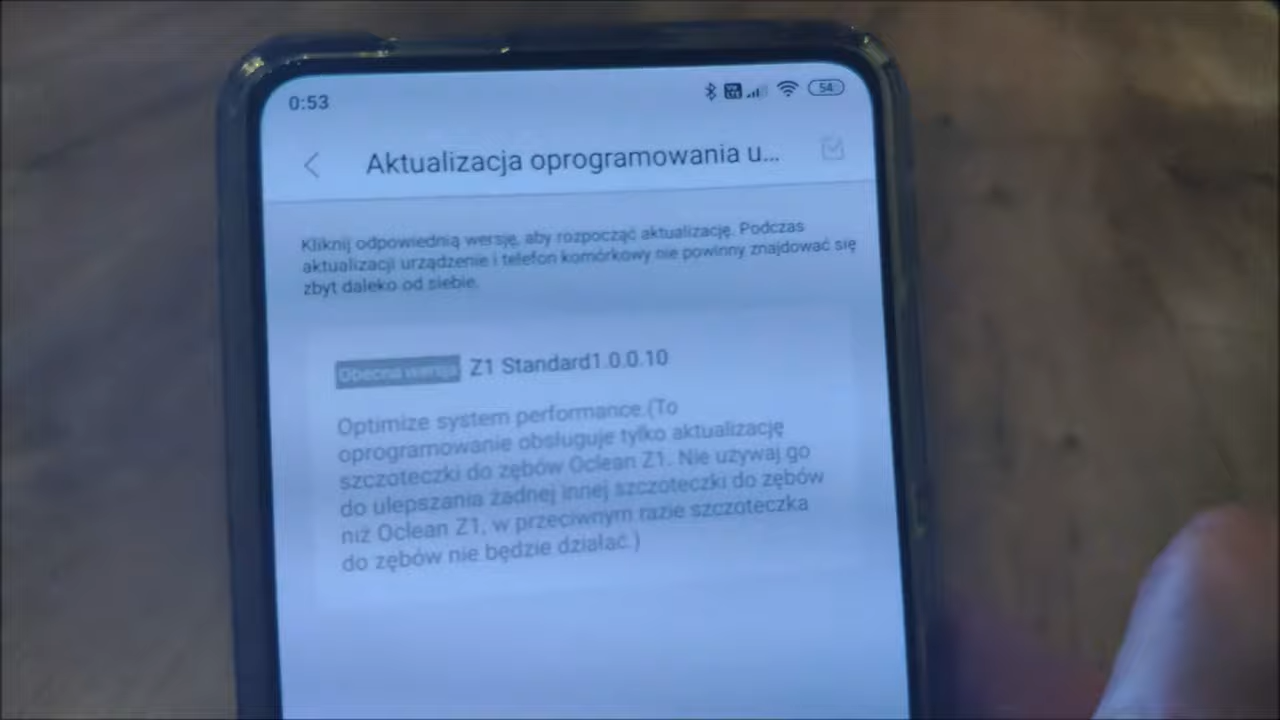 0:53
54
Aktualizacja oprogramowania u...
Kliknij odpowiednią wersję, aby rozpocząć aktualizację. Podczas
aktualizacji urządzenie i telefon komórkowy nie powinny znajdować się
zbyt daleko od siebie.
Obecna wersja Z1 Standard1.0.0.10
Optimize system performance.(To
oprogramowanie obsługuje tylko aktualizację
szczoteczki do zębów Oclean Z1. Nie używaj go
do ulepszania żadnej innej szczoteczki do zębów
niż Oclean Z1, w przeciwnym razie szczoteczka
do zębów nie będzie działać.)